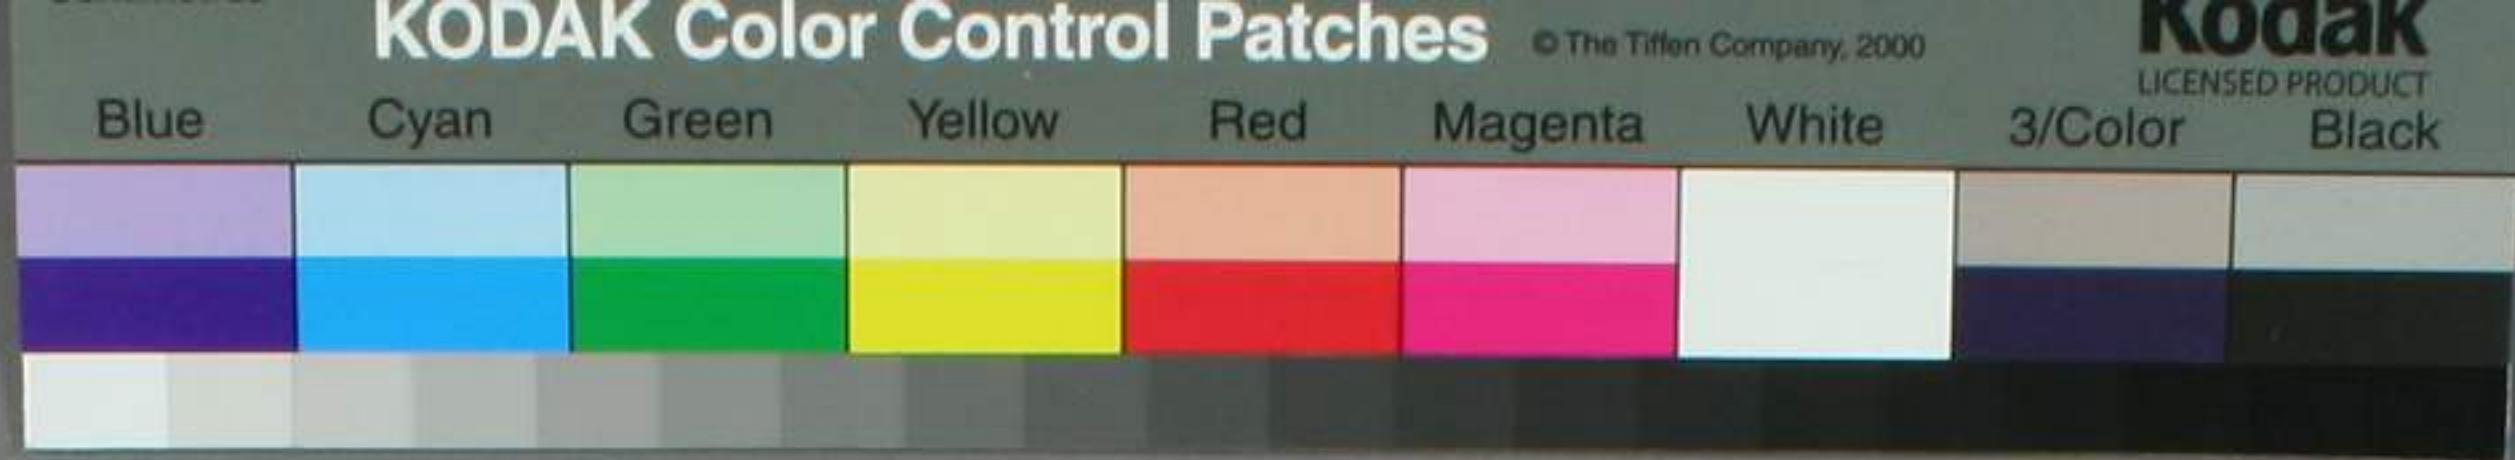 KODAK Color Control Patches © The Tiffen Company, 2000 Kodak
LICENSED PRODUCT
Blue Cyan Green Yellow Red Magenta White 3/Color Black